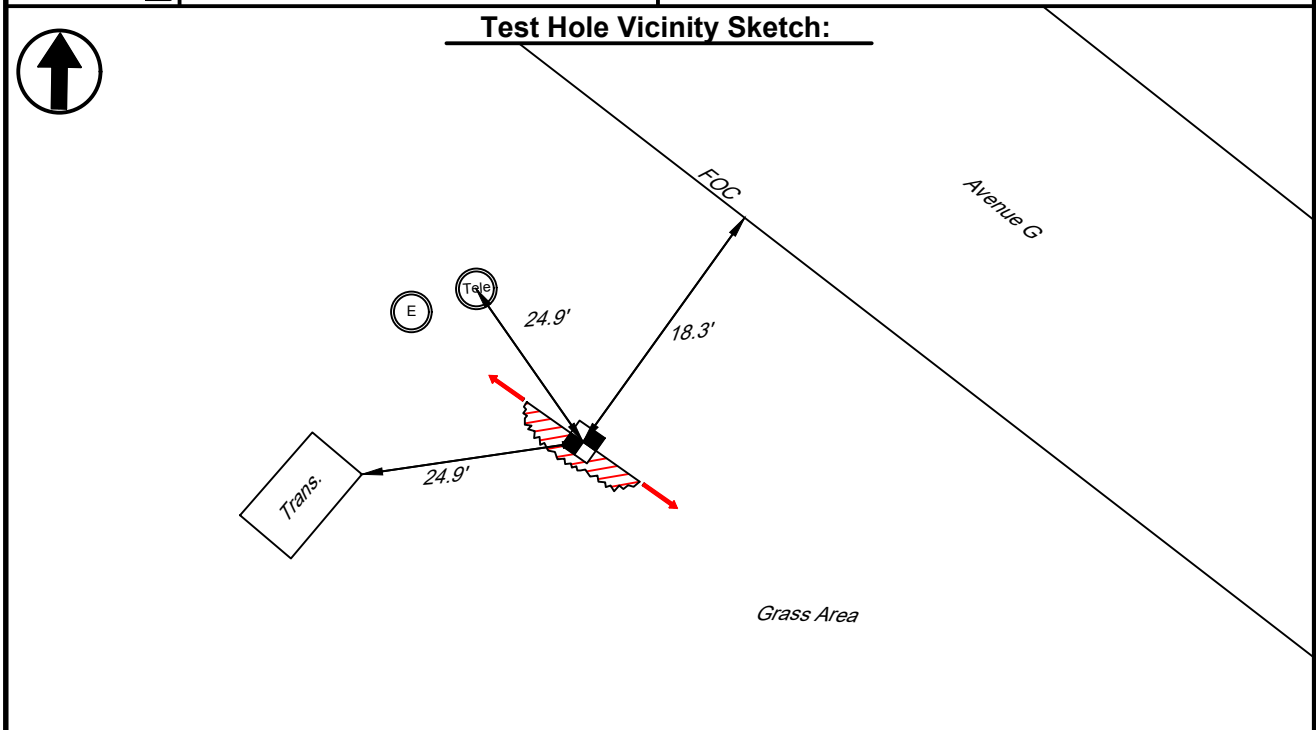 Test Hole Vicinity Sketch:
FOC
Avenue G
Tele
E
24.9'
18.3'
24.9'
Trans.
Grass Area